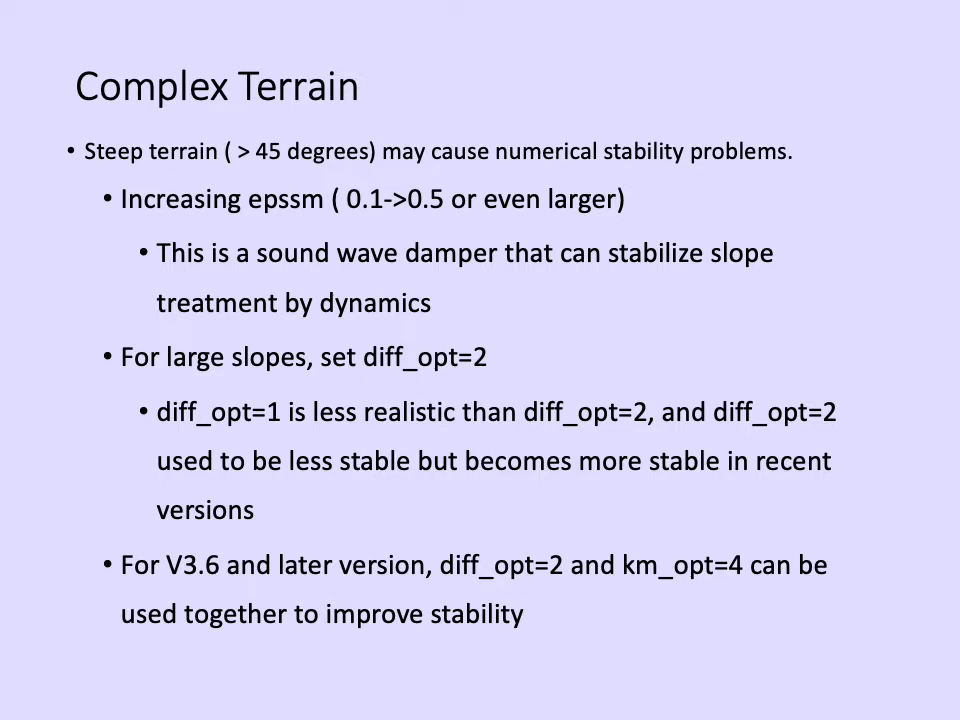 Complex Terrain
• Steep terrain ( > 45 degrees) may cause numerical stability problems.
• Increasing epssm ( 0.1->0.5 or even larger)
• This is a sound wave damper that can stabilize slope
treatment by dynamics
• For large slopes, set diff_opt=2
• diff_opt=1 is less realistic than diff_opt=2, and diff_opt=2
used to be less stable but becomes more stable in recent
versions
• For V3.6 and later version, diff_opt=2 and km_opt=4 can be
used together to improve stability